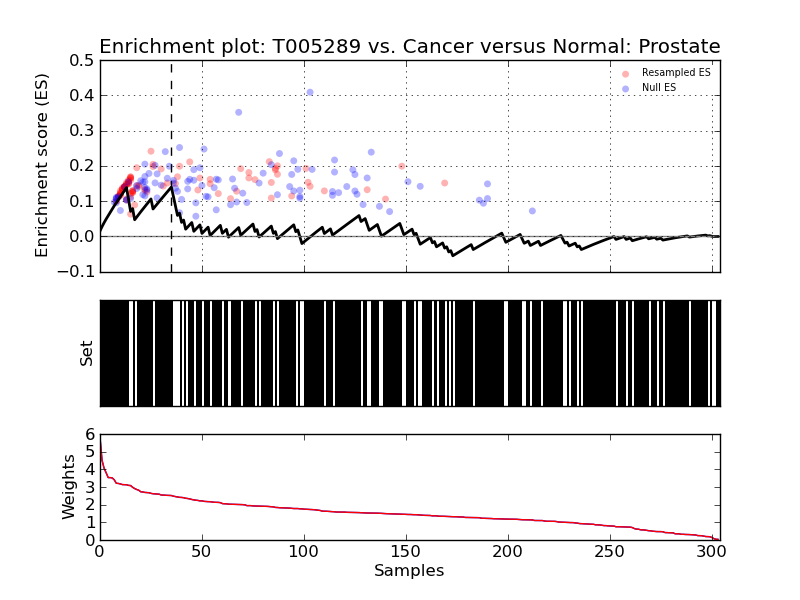 Enrichment plot: T005289 vs. Cancer versus Normal: Prostate
Enrichment score (ES)
0.5
0.4
0.3
0.2
0.1
0.0
−0.1
Resampled ES
Null ES
Set
Weights
6
5
4
3
2
1
0
0 50 100 150 200 250 300
Samples